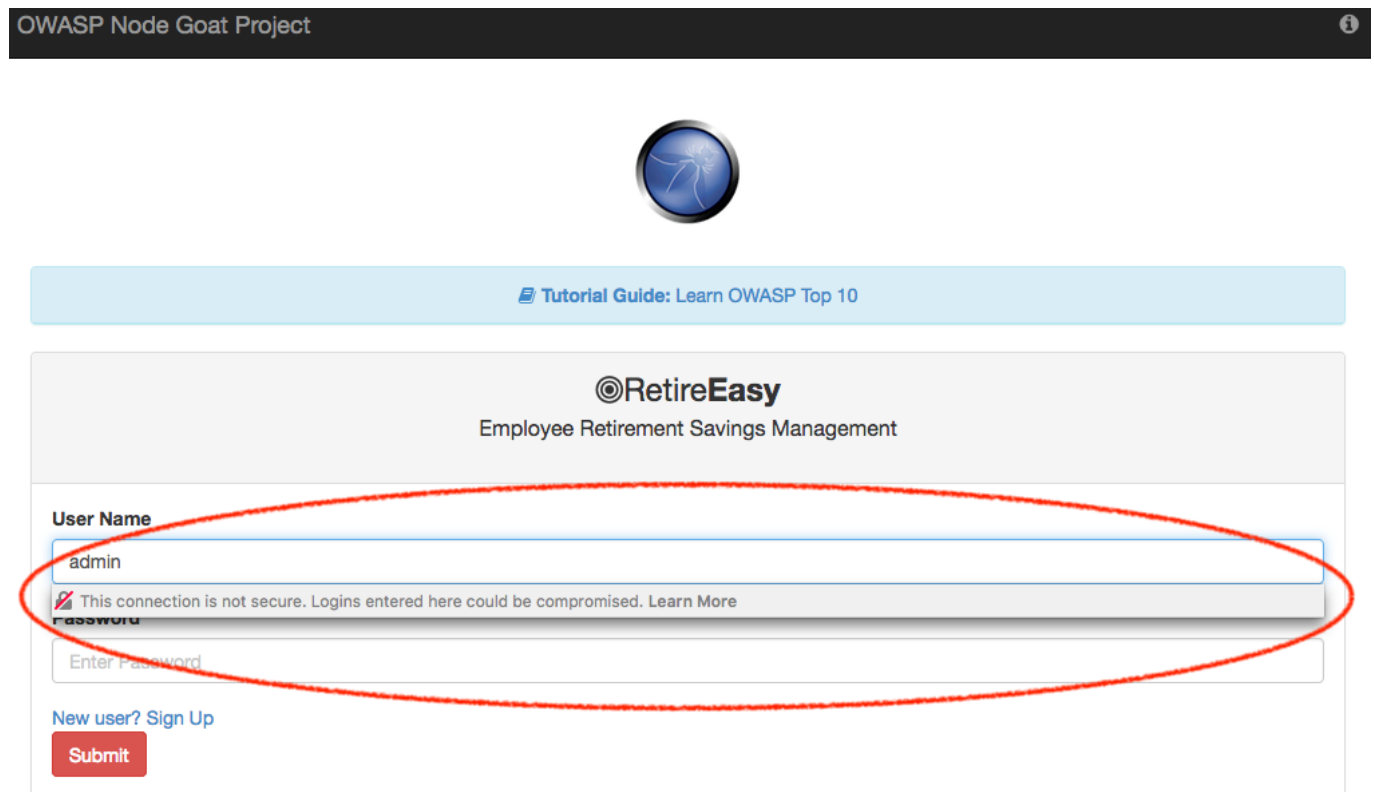 OWASP Node Goat Project
Tutorial Guide: Learn OWASP Top 10
RetireEasy
Employee Retirement Savings Management
User Name
admin
This connection is not secure. Logins entered here could be compromised. Learn More
Password
Enter Password
New user? Sign Up
Submit